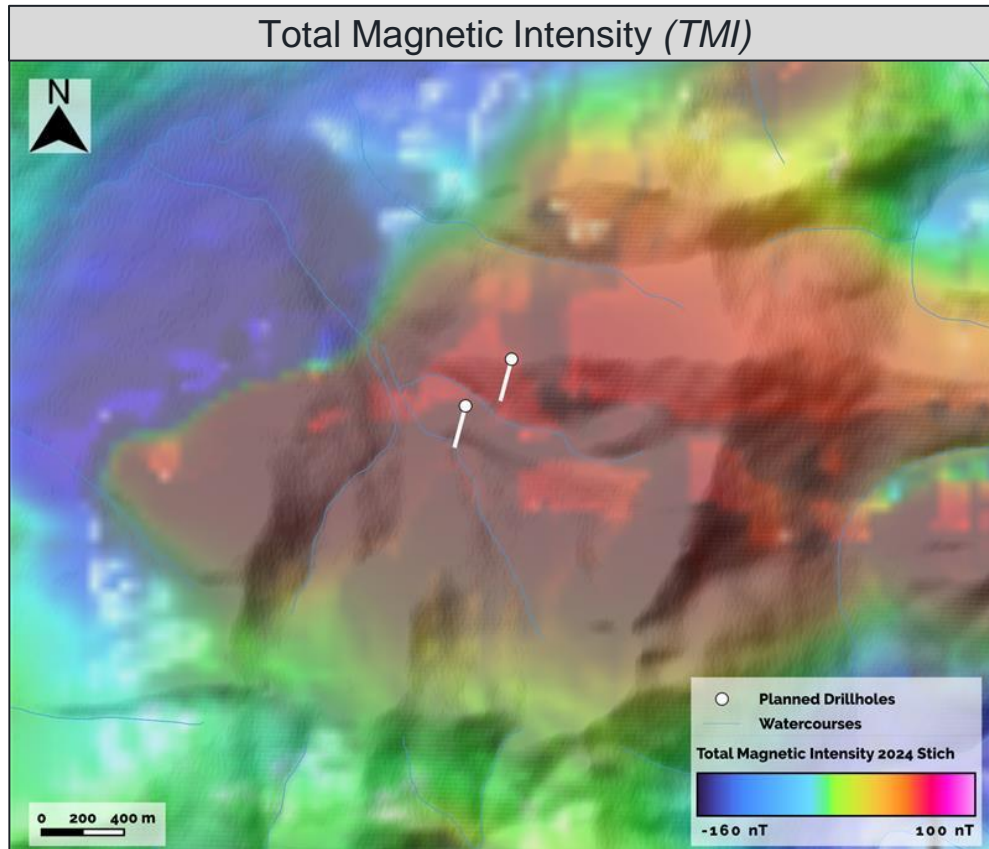 Total Magnetic Intensity (TMI)
N
Planned Drillholes
Watercourses
Total Magnetic Intensity 2024 Stich
-160 nT 100 nT
0 200 400 m